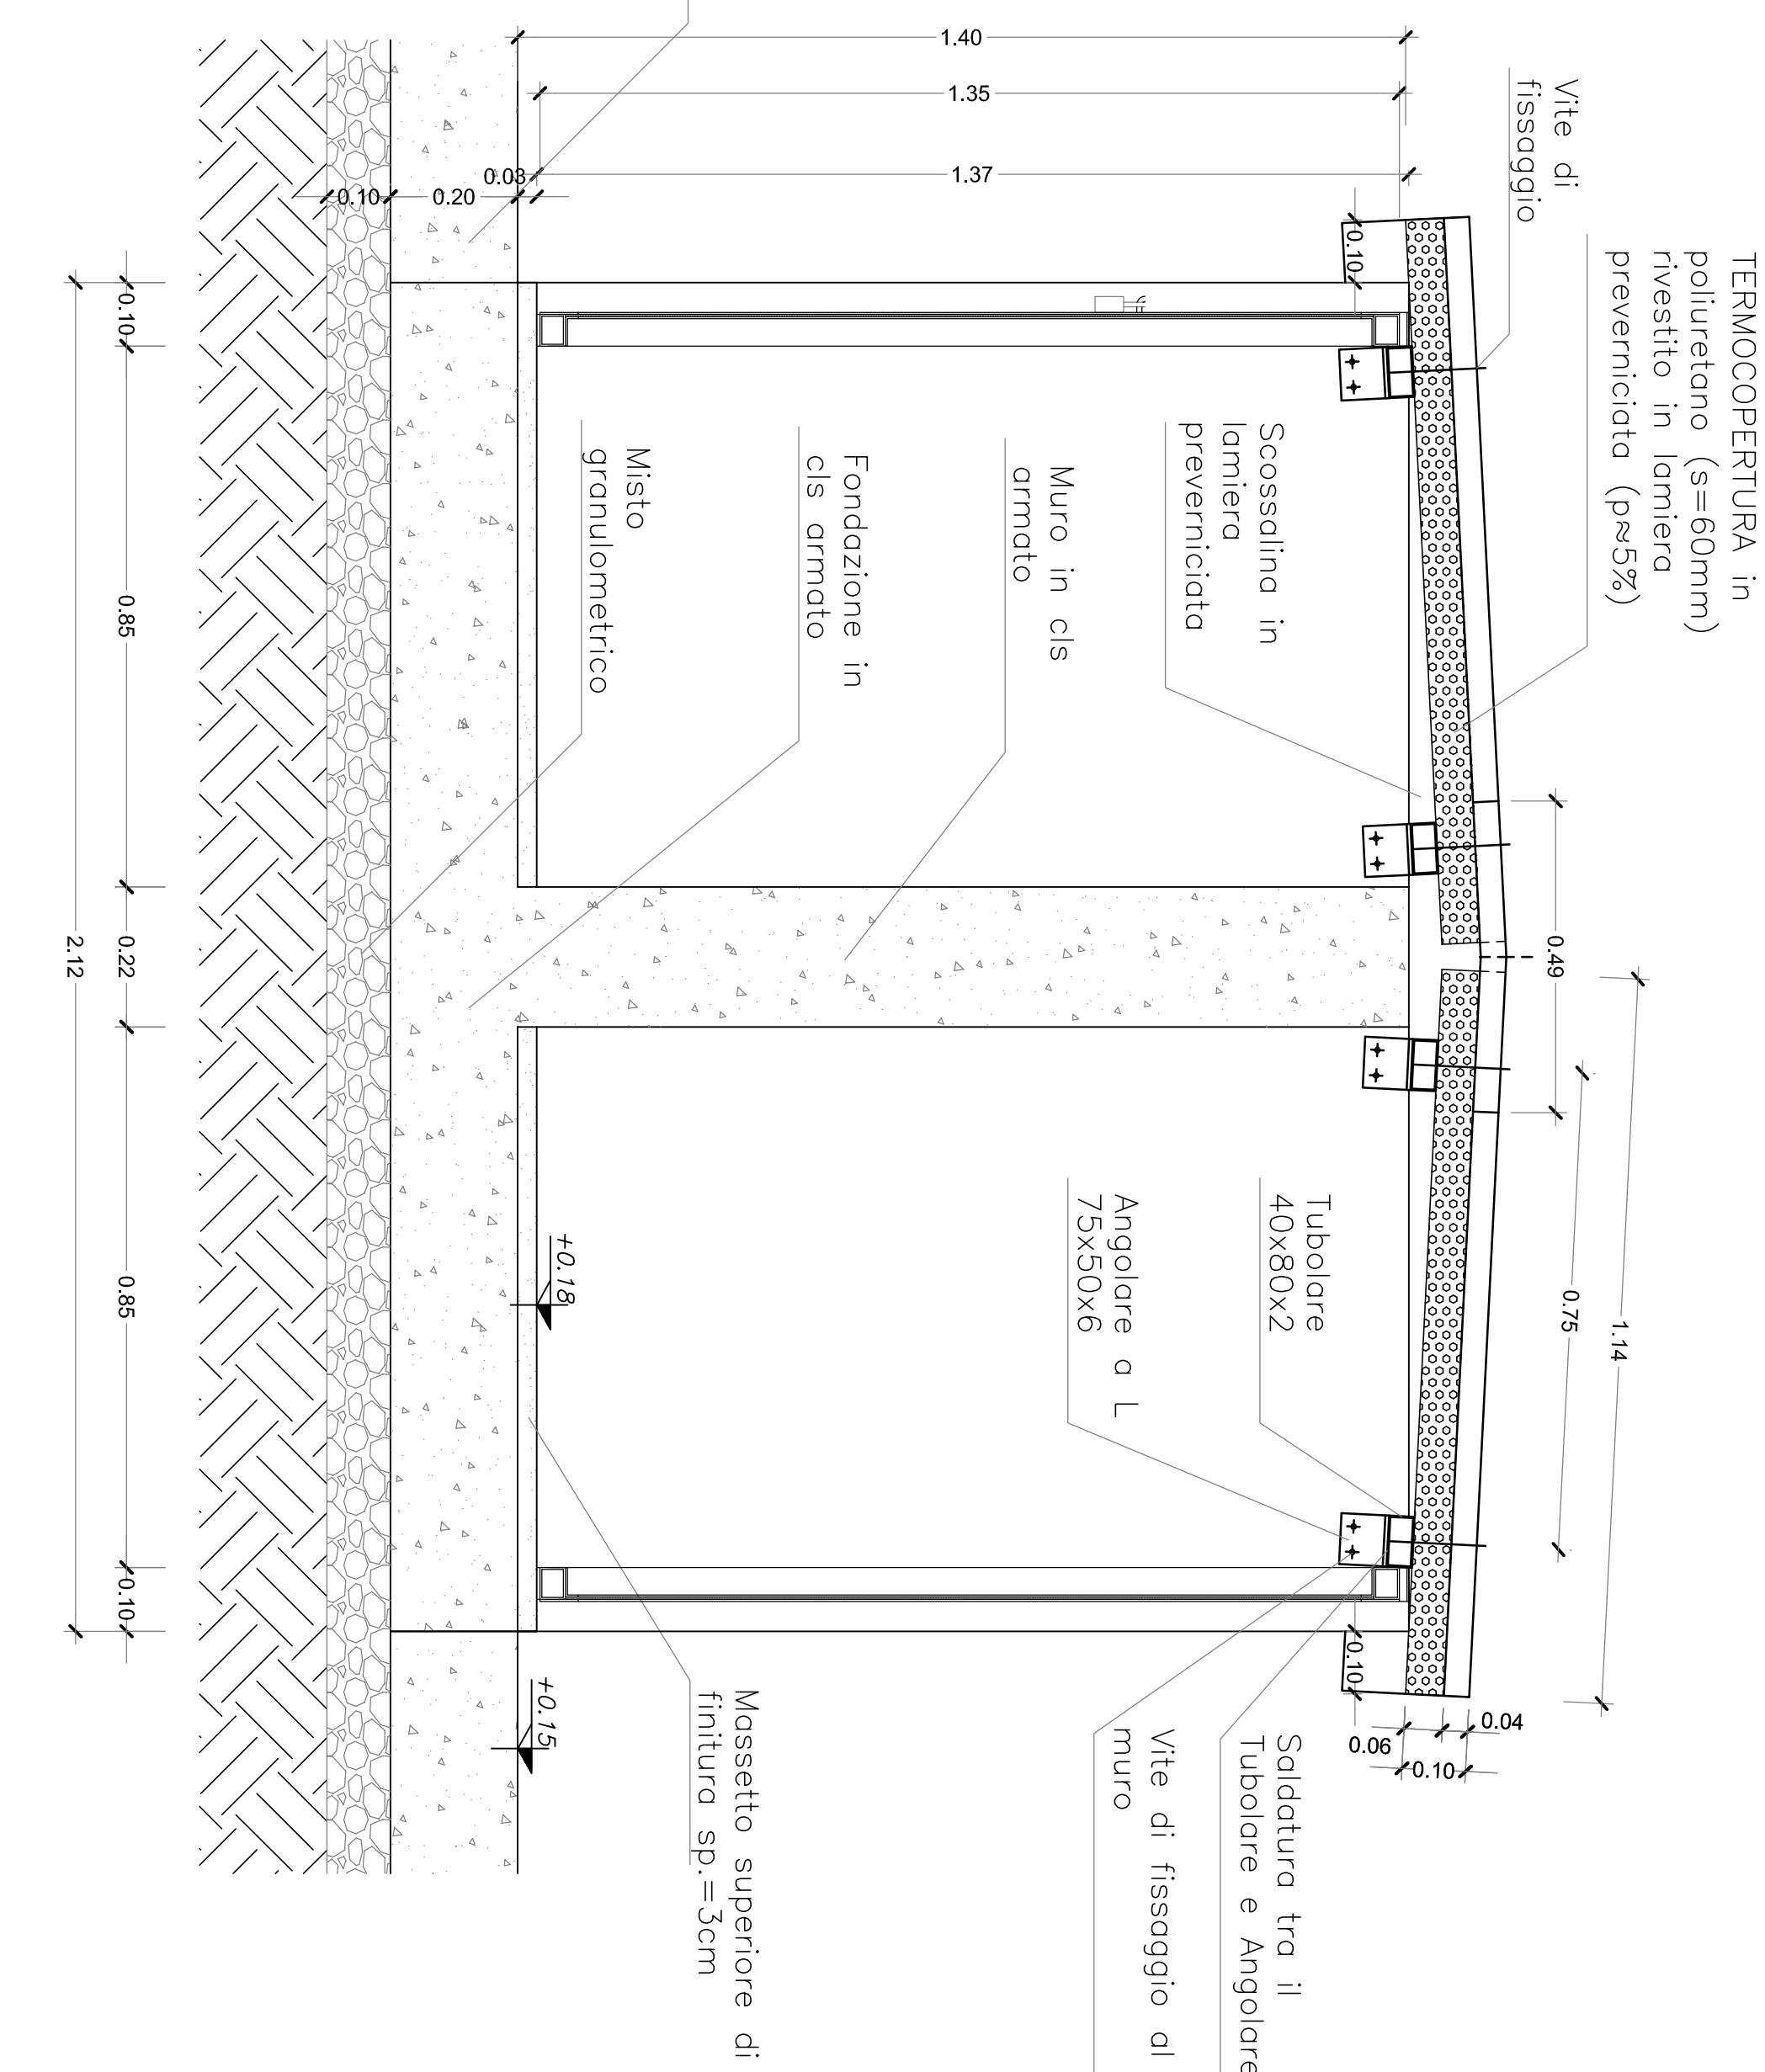 TERMOCOPERTURA in
poliuretano (s=60mm)
rivestito in lamiera
preverniciata (p≈5%)
Vite di
fissaggio
Scossalina in
lamiera
preverniciata
Muro in cls
armato
Fondazione in
cls armato
Misto
granulometrico
Tubolare
40x80x2
Angolare a L
75x50x6
Saldatura tra il
Tubolare e Angolare
Vite di fissaggio al
muro
Massetto superiore di
finitura sp.=3cm
+0.18
+0.15
1.40
1.35
1.37
0.03
0.20
0.10
0.10
0.49
1.14
0.75
0.10
0.04
0.06
0.10
0.10
0.85
0.22
0.85
0.10
2.12